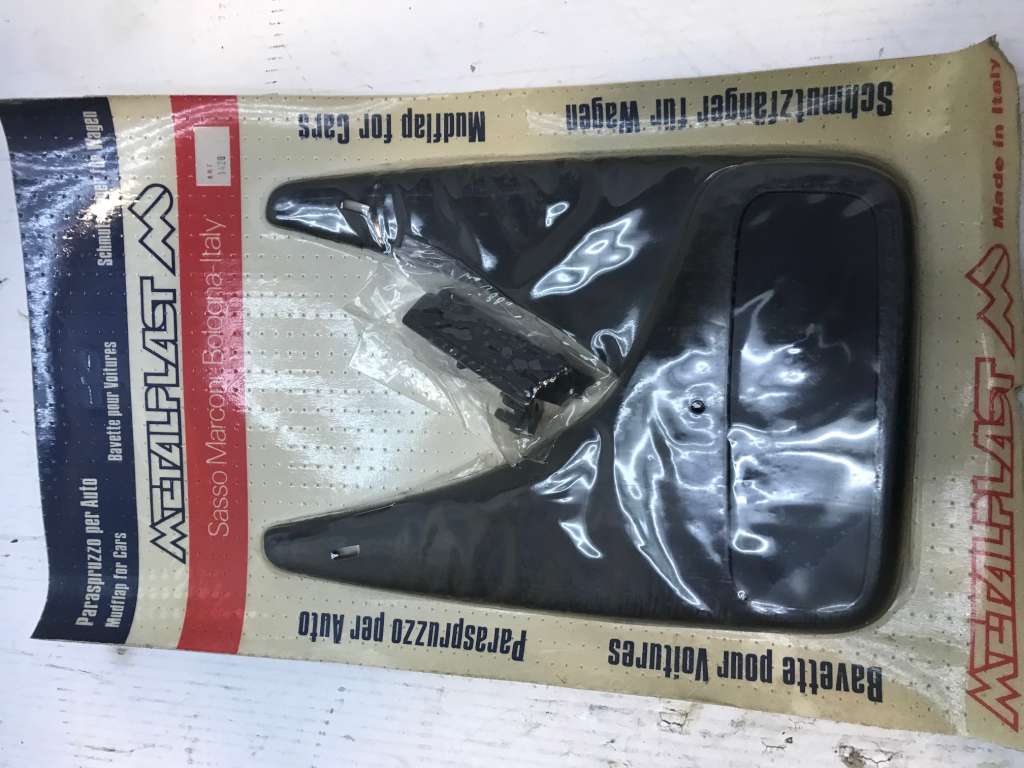 Paraspruzzo per Auto
Bavette pour Voitures
Mudflap for Cars
METALPLAST
Sasso Marconi Bologna-Italy
Paraspruzzo per Auto
Mudflap for Cars
Bavette pour Voitures
Schmutzfänger für Wagen
METALPLAST
Made in Italy